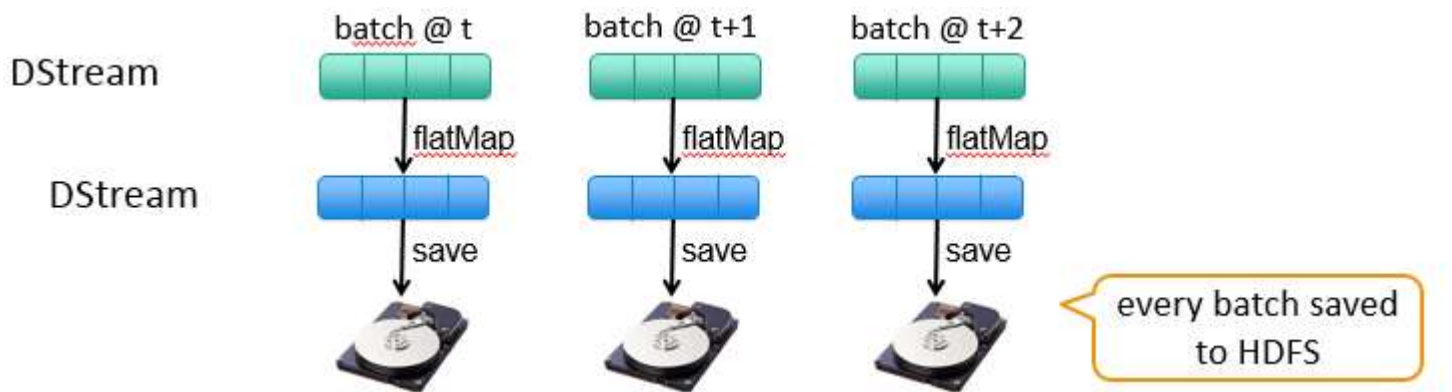 batch @ t batch @ t+1 batch @ t+2
DStream
flatMap flatMap flatMap
DStream
save save save
every batch saved
to HDFS